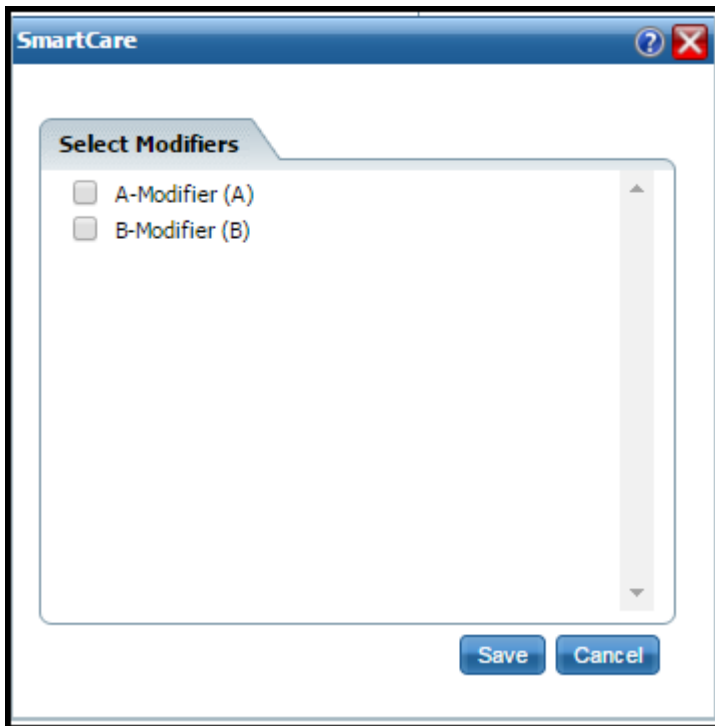 SmartCare ?
Select Modifiers
A-Modifier (A)
B-Modifier (B)
Save Cancel